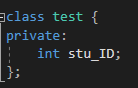 class test {
private:
    int stu_ID;
};